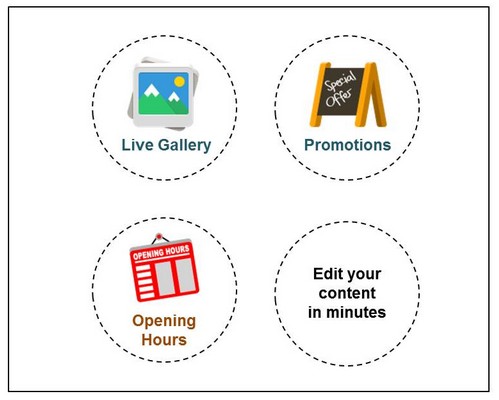 Special
Offer
Live Gallery
Promotions
OPENING HOURS
Opening
Hours
Edit your
content
in minutes